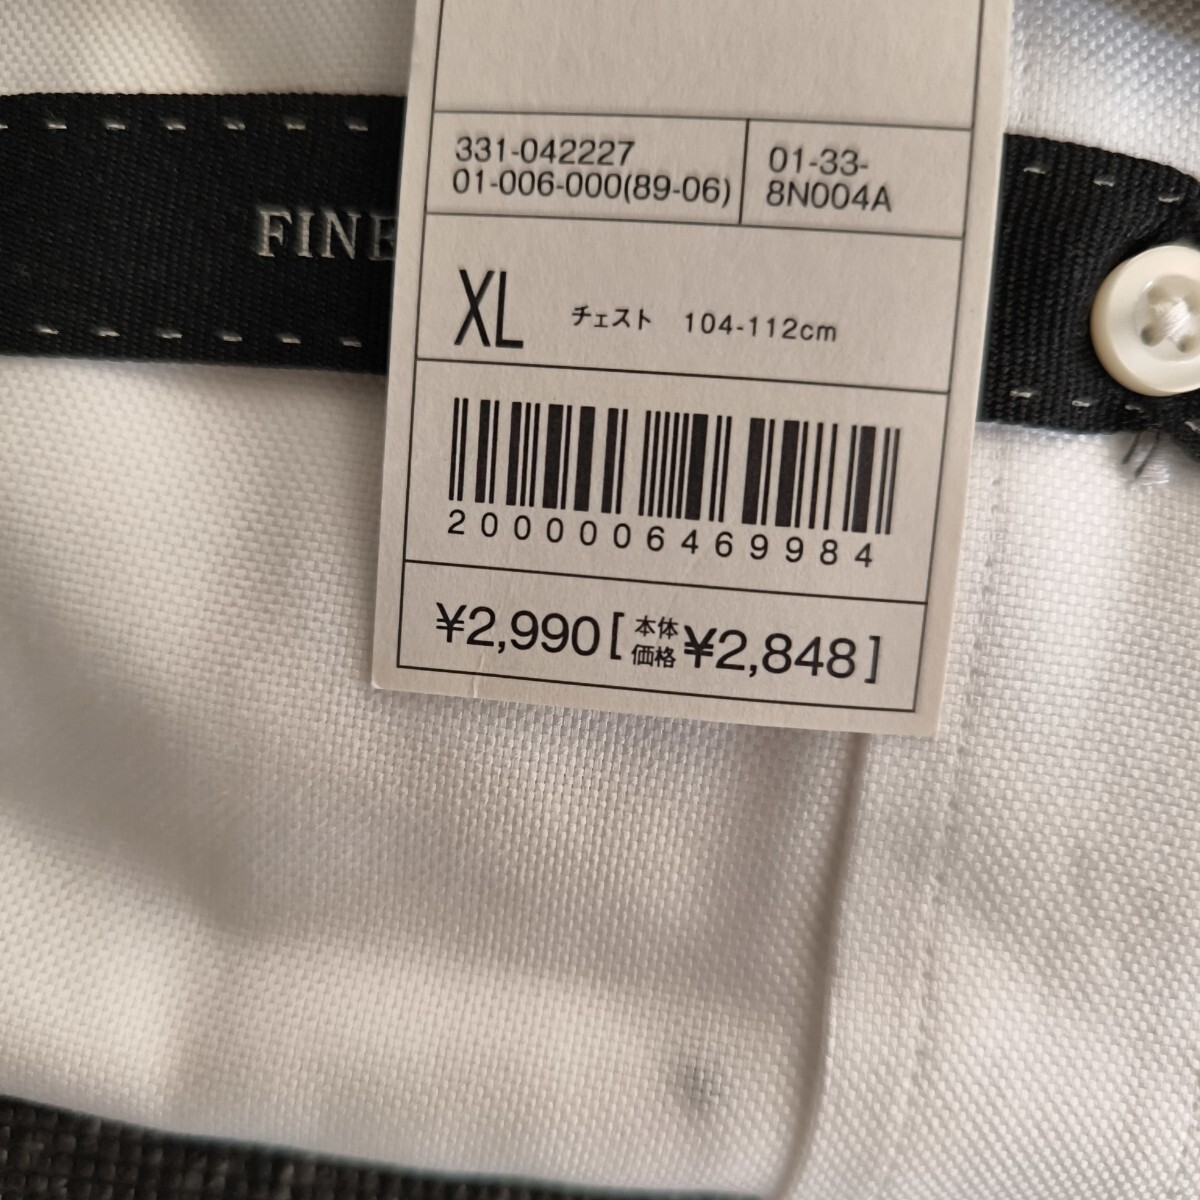 331-042227
01-006-000(89-06)
01-33-
8N004A
FINE
XL チェスト 104-112cm
2000006469984
¥2,990[本体価格¥2,848]